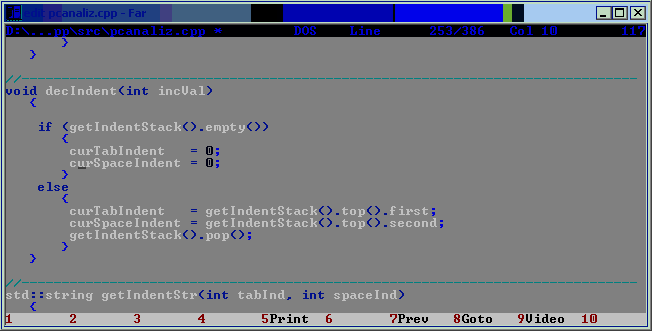 edit pcanaliz.cpp - Far
D:\...pp\src\pcanaliz.cpp * DOS Line 253/386 Col 10 117
}
}
//
void decIndent(int incVal)
{
if (getIndentStack().empty())
{
curTabIndent = 0;
curSpaceIndent = 0;
}
else
{
curTabIndent = getIndentStack().top().first;
curSpaceIndent = getIndentStack().top().second;
getIndentStack().pop();
}
}
//
std::string getIndentStr(int tabInd, int spaceInd)
{
1 2 3 4 5Print 6 7Prev 8Goto 9Video 10